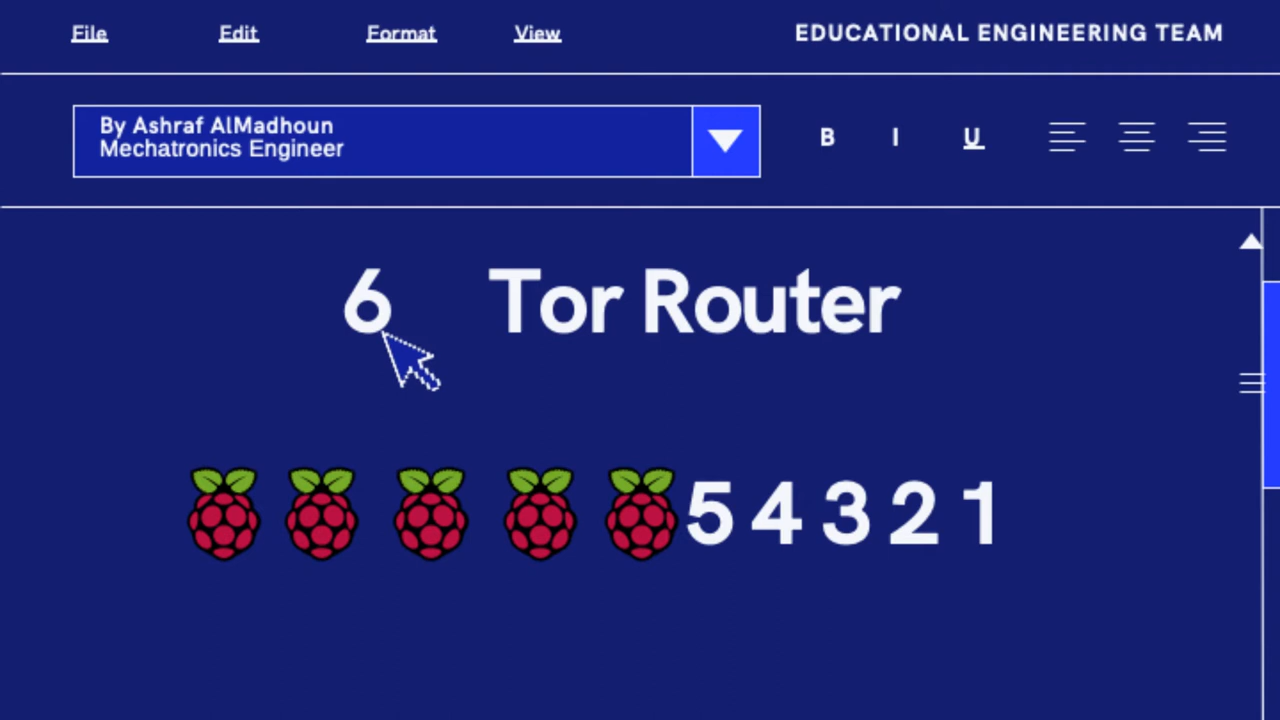 File Edit Format View EDUCATIONAL ENGINEERING TEAM
By Ashraf AlMadhoun
Mechatronics Engineer
B I U
6 Tor Router
5 4 3 2 1